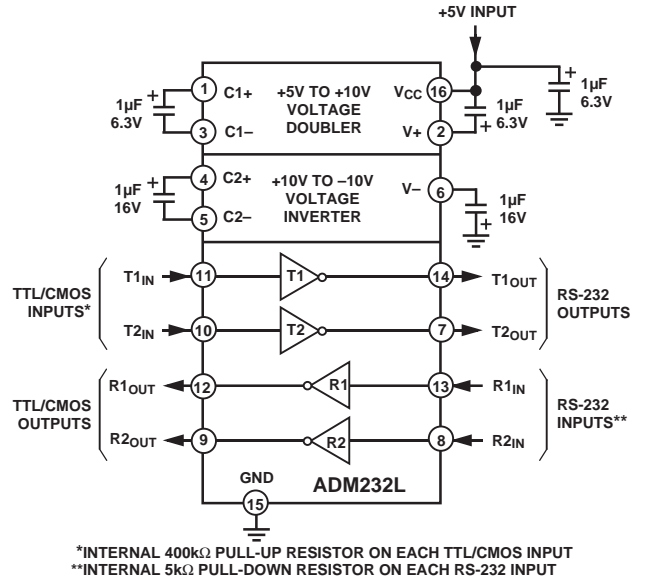 +5V INPUT
1µF
6.3V
+
1
C1+
3
C1–
+5V TO +10V
VOLTAGE
DOUBLER
VCC
16
V+
2
+
1µF
6.3V
+
1µF
6.3V
1µF
16V
+
4
C2+
5
C2–
+10V TO –10V
VOLTAGE
INVERTER
V–
6
+
1µF
16V
TTL/CMOS
INPUTS*
T1IN
11
T1
14
T1OUT
T2IN
10
T2
7
T2OUT
RS-232
OUTPUTS
TTL/CMOS
OUTPUTS
R1OUT
12
R1
13
R1IN
R2OUT
9
R2
8
R2IN
RS-232
INPUTS**
GND
15
ADM232L
*INTERNAL 400kΩ PULL-UP RESISTOR ON EACH TTL/CMOS INPUT
**INTERNAL 5kΩ PULL-DOWN RESISTOR ON EACH RS-232 INPUT